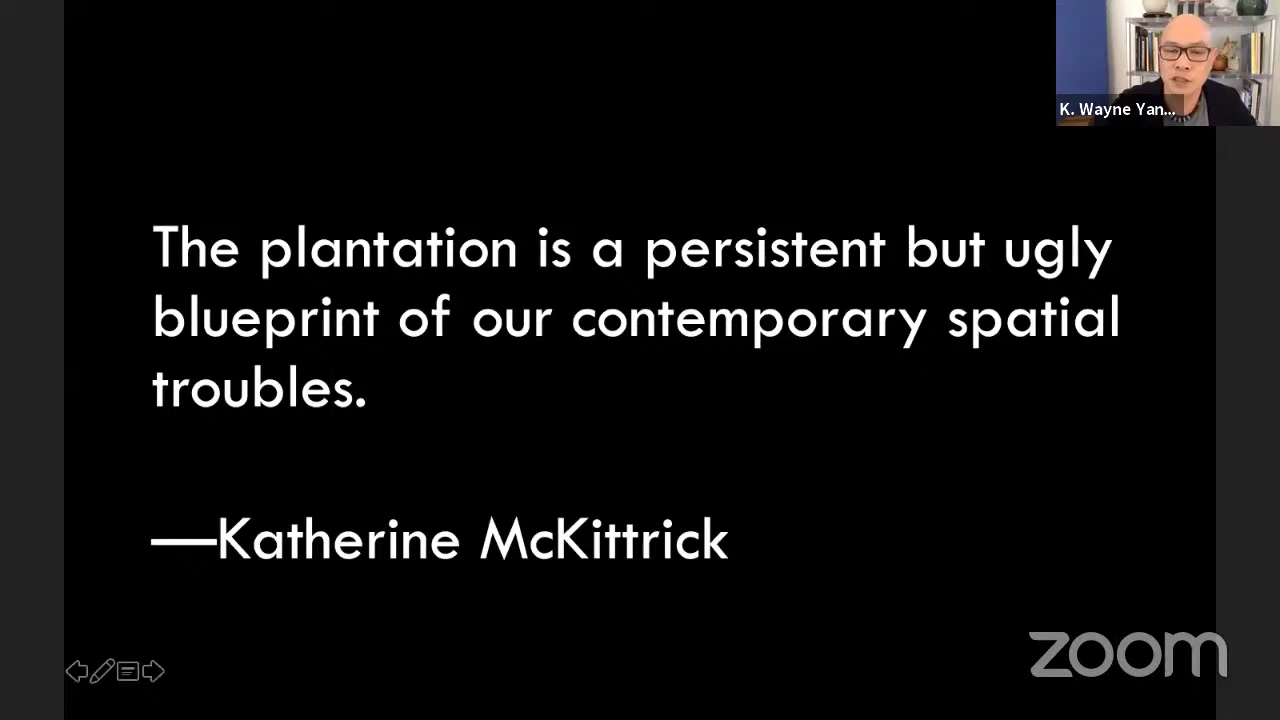 K. Wayne Yan...
The plantation is a persistent but ugly
blueprint of our contemporary spatial
troubles.
—Katherine McKittrick
zoom